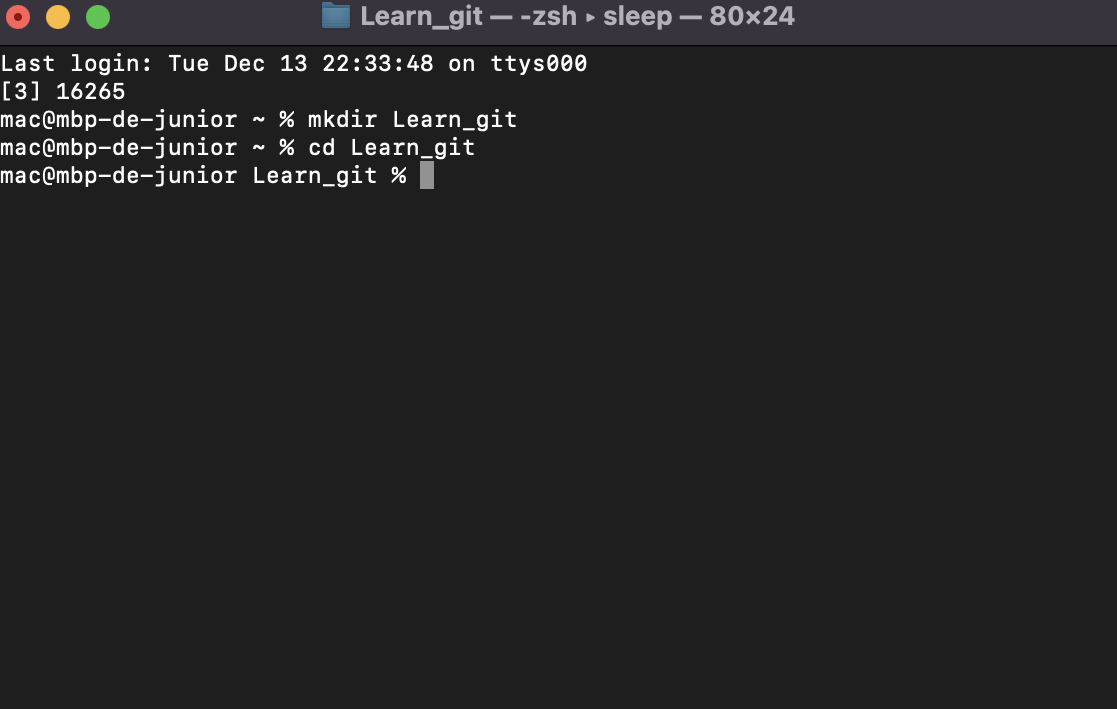 Learn_git — -zsh ▸ sleep — 80×24
Last login: Tue Dec 13 22:33:48 on ttys000
[3] 16265
mac@mbp-de-junior ~ % mkdir Learn_git
mac@mbp-de-junior ~ % cd Learn_git
mac@mbp-de-junior Learn_git %